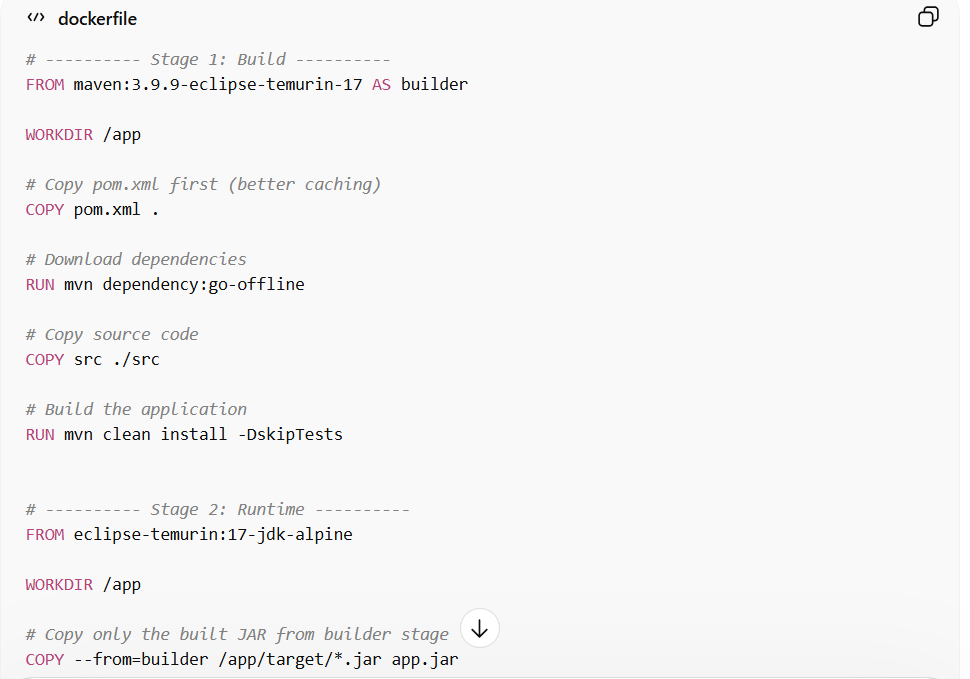 dockerfile
# ---------- Stage 1: Build ----------
FROM maven:3.9.9-eclipse-temurin-17 AS builder
WORKDIR /app
# Copy pom.xml first (better caching)
COPY pom.xml .
# Download dependencies
RUN mvn dependency:go-offline
# Copy source code
COPY src ./src
# Build the application
RUN mvn clean install -DskipTests
# ---------- Stage 2: Runtime ----------
FROM eclipse-temurin:17-jdk-alpine
WORKDIR /app
# Copy only the built JAR from builder stage
COPY --from=builder /app/target/*.jar app.jar